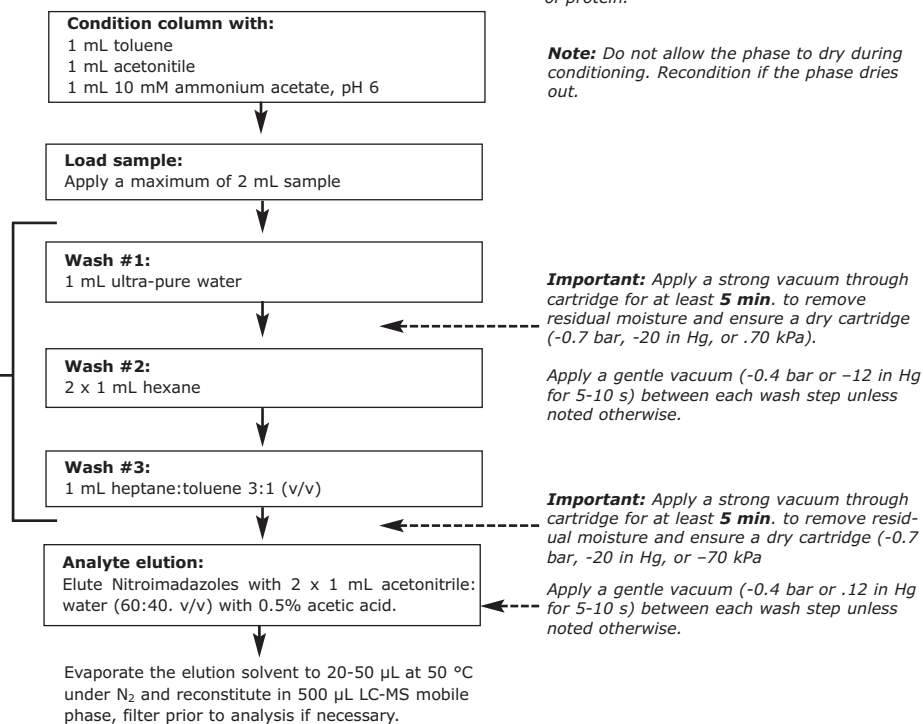 or protein.
Condition column with:
1 mL toluene
1 mL acetonitile
1 mL 10 mM ammonium acetate, pH 6
Note: Do not allow the phase to dry during
conditioning. Recondition if the phase dries
out.
Load sample:
Apply a maximum of 2 mL sample
Wash #1:
1 mL ultra-pure water
Important: Apply a strong vacuum through
cartridge for at least 5 min. to remove
residual moisture and ensure a dry cartridge
(-0.7 bar, -20 in Hg, or .70 kPa).
Wash #2:
2 x 1 mL hexane
Apply a gentle vacuum (-0.4 bar or –12 in Hg
for 5-10 s) between each wash step unless
noted otherwise.
Wash #3:
1 mL heptane:toluene 3:1 (v/v)
Important: Apply a strong vacuum through
cartridge for at least 5 min. to remove resid-
ual moisture and ensure a dry cartridge (-0.7
bar, -20 in Hg, or –70 kPa
Analyte elution:
Elute Nitroimadazoles with 2 x 1 mL acetonitrile:
water (60:40. v/v) with 0.5% acetic acid.
Apply a gentle vacuum (-0.4 bar or .12 in Hg
for 5-10 s) between each wash step unless
noted otherwise.
Evaporate the elution solvent to 20-50 µL at 50 °C
under N₂ and reconstitute in 500 µL LC-MS mobile
phase, filter prior to analysis if necessary.